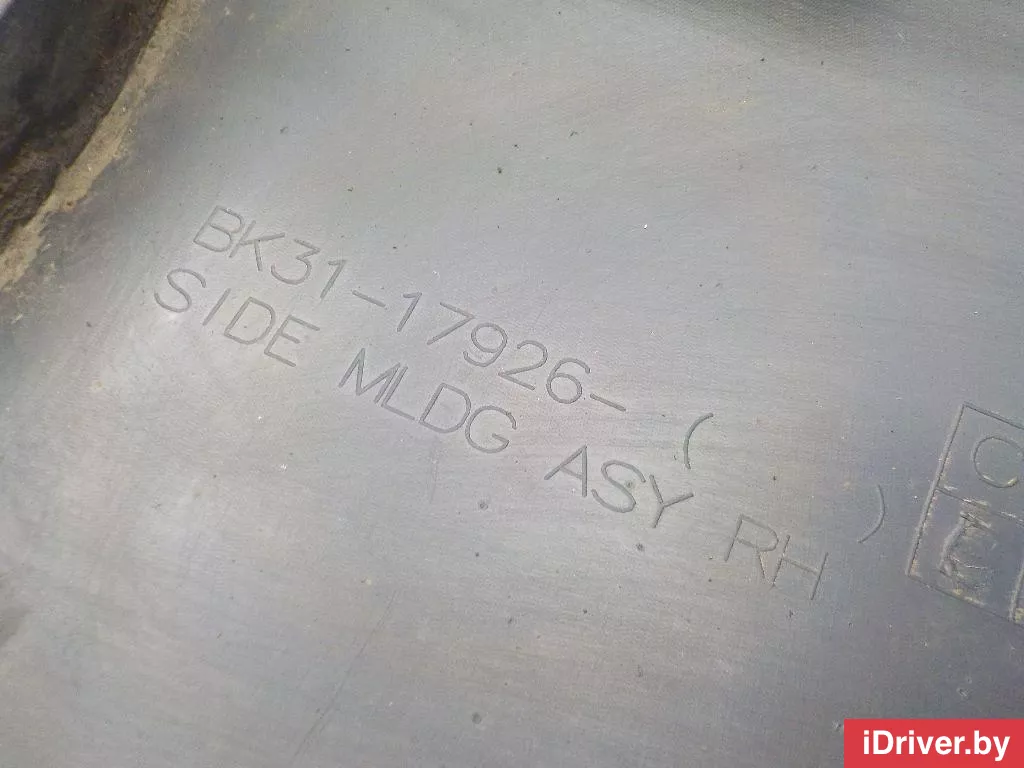 BK31-17926- ( )
SIDE MLDG ASY RH
iDriver.by